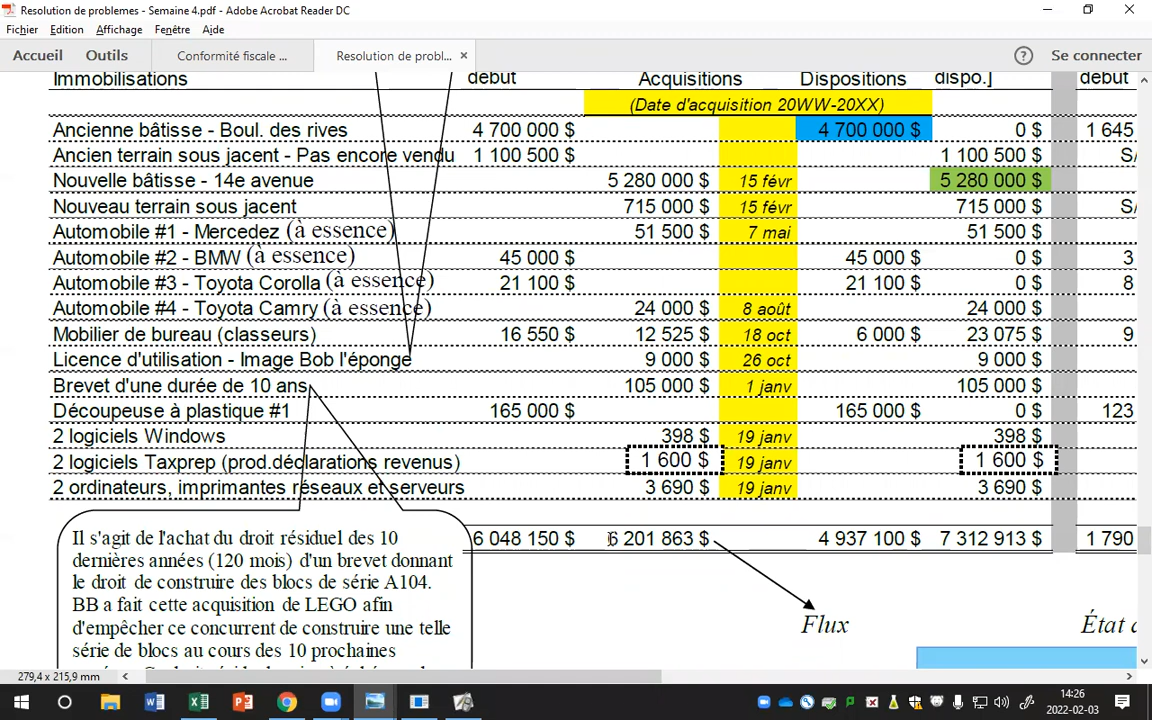 Resolution de problemes - Semaine 4.pdf - Adobe Acrobat Reader DC
Fichier Edition Affichage Fenêtre Aide
Accueil Outils Conformité fiscale ... Resolution de probl... × ? Se connecter
Immobilisations début Acquisitions Dispositions dispo.] début
(Date d'acquisition 20WW-20XX)
Ancienne bâtisse - Boul. des rives 4 700 000 $ 4 700 000 $ 0 $ 1 645
Ancien terrain sous jacent - Pas encore vendu 1 100 500 $ 1 100 500 $ S/
Nouvelle bâtisse - 14e avenue 5 280 000 $ 15 févr 5 280 000 $
Nouveau terrain sous jacent 715 000 $ 15 févr 715 000 $ S/
Automobile #1 - Mercedez (à essence) 51 500 $ 7 mai 51 500 $
Automobile #2 - BMW (à essence) 45 000 $ 45 000 $ 0 $ 3
Automobile #3 - Toyota Corolla (à essence) 21 100 $ 21 100 $ 0 $ 8
Automobile #4 - Toyota Camry (à essence) 24 000 $ 8 août 24 000 $
Mobilier de bureau (classeurs) 16 550 $ 12 525 $ 18 oct 6 000 $ 23 075 $ 9
Licence d'utilisation - Image Bob l'éponge 9 000 $ 26 oct 9 000 $
Brevet d'une durée de 10 ans 105 000 $ 1 janv 105 000 $
Découpeuse à plastique #1 165 000 $ 165 000 $ 0 $ 123
2 logiciels Windows 398 $ 19 janv 398 $
2 logiciels Taxprep (prod.déclarations revenus) 1 600 $ 19 janv 1 600 $
2 ordinateurs, imprimantes réseaux et serveurs 3 690 $ 19 janv 3 690 $
6 048 150 $ 6 201 863 $ 4 937 100 $ 7 312 913 $ 1 790
Il s'agit de l'achat du droit résiduel des 10
dernières années (120 mois) d'un brevet donnant
le droit de construire des blocs de série A104.
BB a fait cette acquisition de LEGO afin
d'empêcher ce concurrent de construire une telle
série de blocs au cours des 10 prochaines
Flux État d
279,4 x 215,9 mm
14:26
2022-02-03